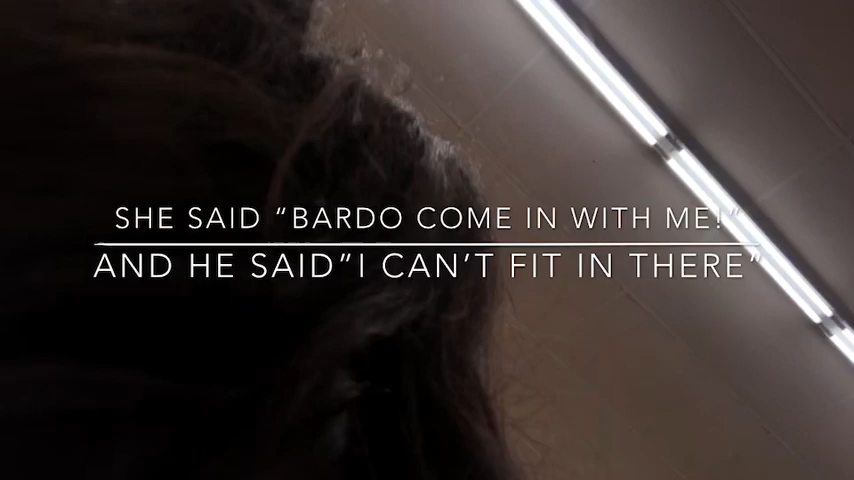 SHE SAID “BARDO COME IN WITH ME!”
AND HE SAID”I CAN’T FIT IN THERE”